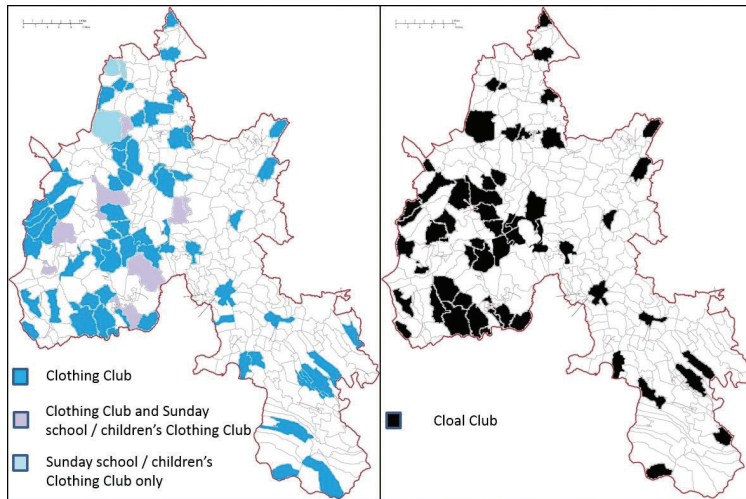 Clothing Club
Clothing Club and Sunday
school / children's Clothing Club
Sunday school / children's
Clothing Club only
Cloal Club